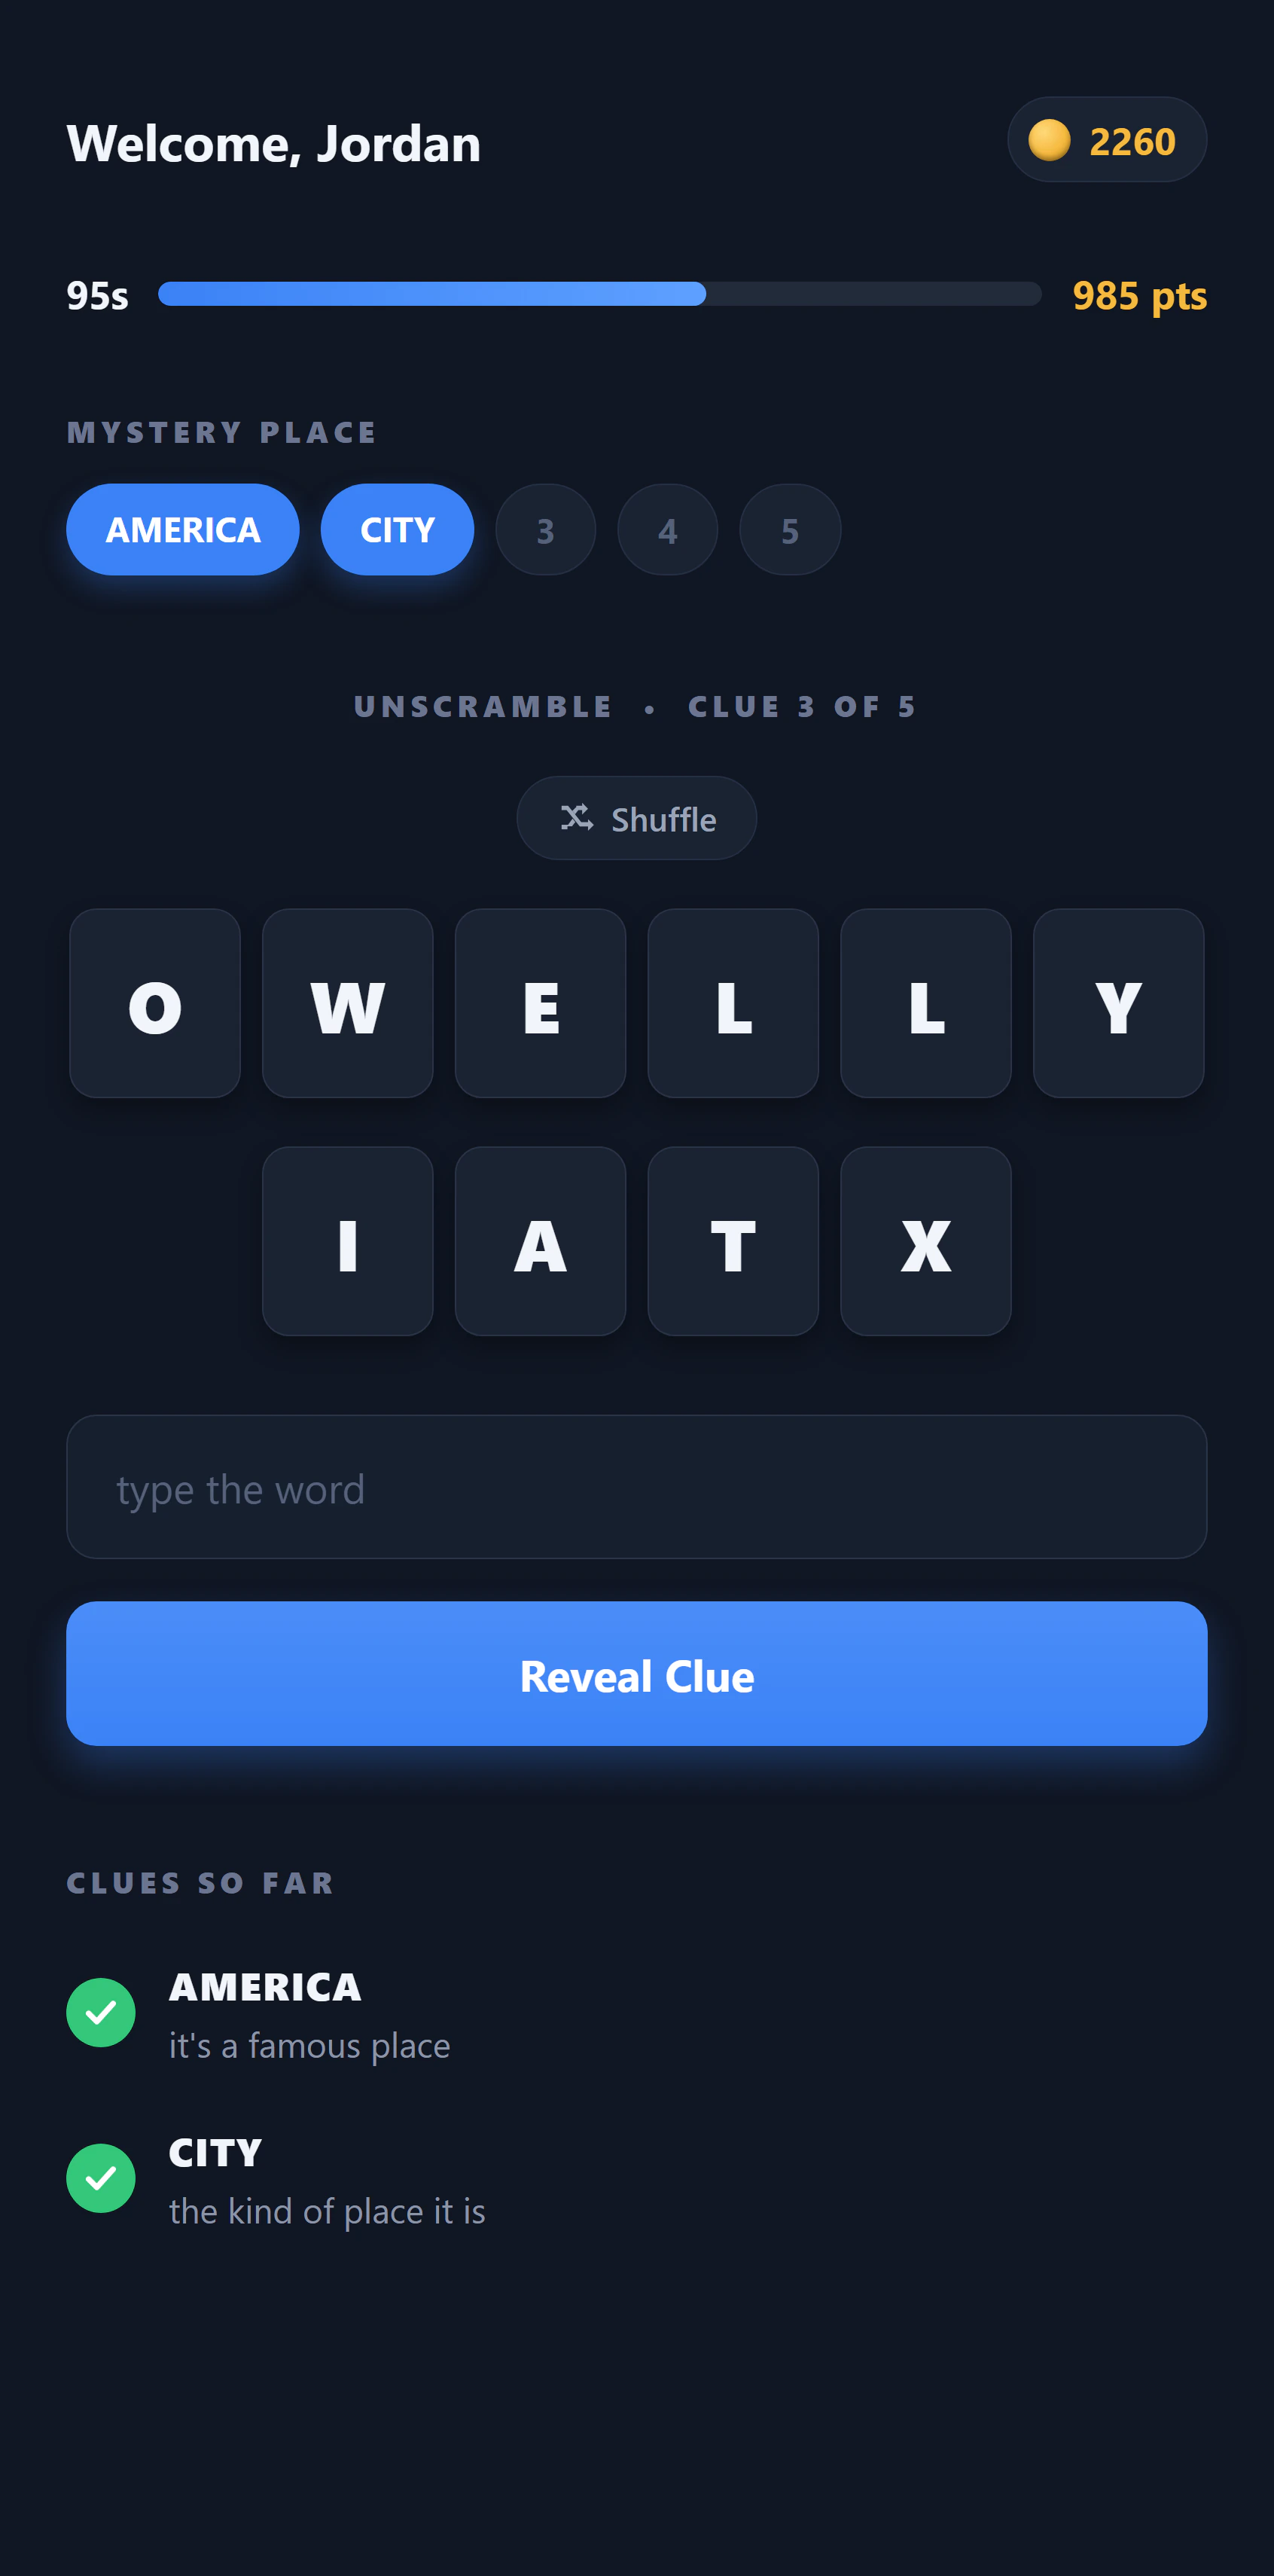 Welcome, Jordan
2260
95s
985 pts
MYSTERY PLACE
AMERICA CITY 3 4 5
UNSCRAMBLE • CLUE 3 OF 5
Shuffle
O W E L L Y
I A T X
type the word
Reveal Clue
CLUES SO FAR
AMERICA
it's a famous place
CITY
the kind of place it is